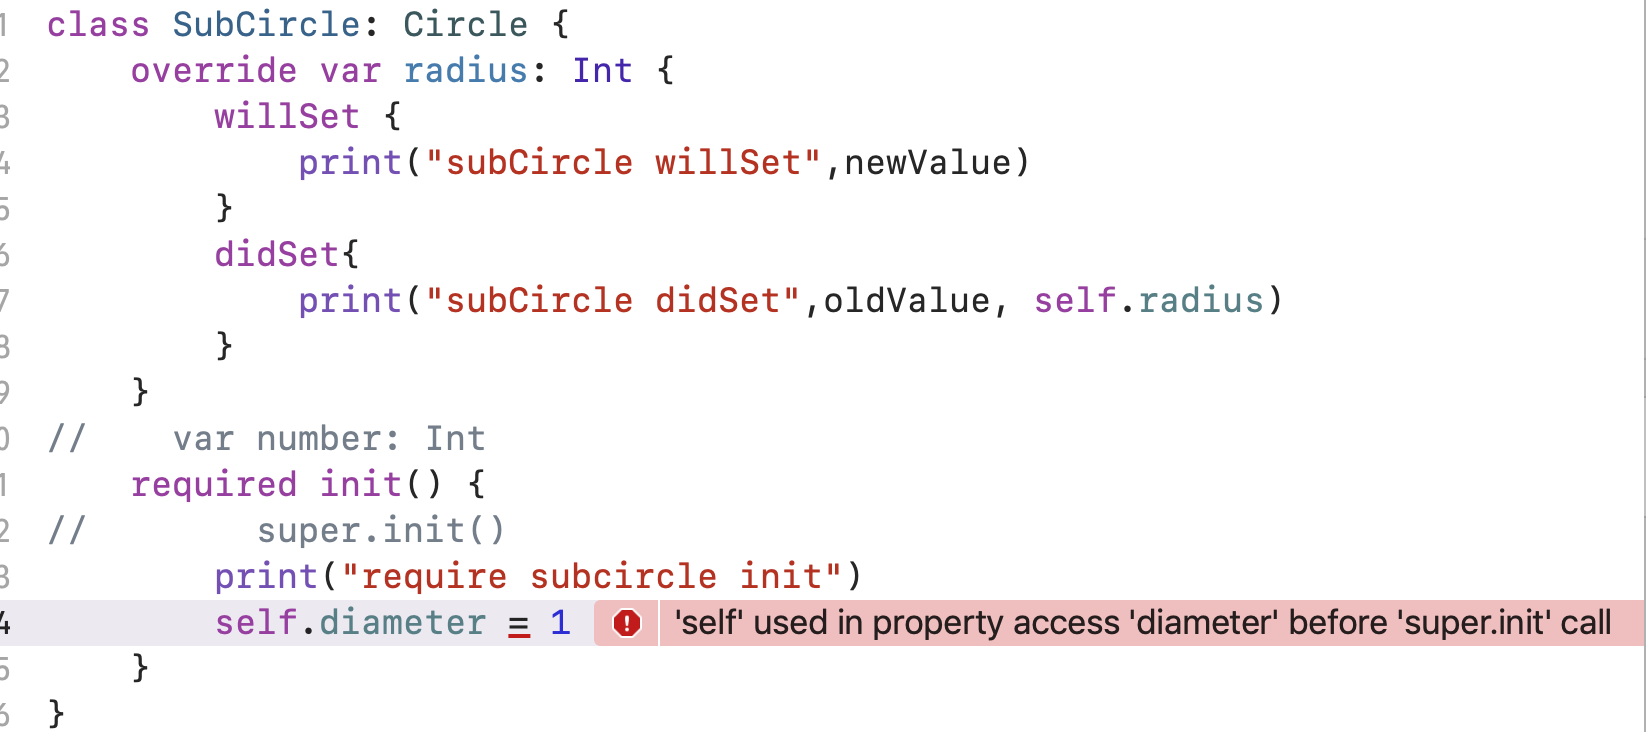 1 class SubCircle: Circle {
2     override var radius: Int {
3         willSet {
4             print("subCircle willSet",newValue)
5         }
6         didSet{
7             print("subCircle didSet",oldValue, self.radius)
8         }
9     }
0 //    var number: Int
1     required init() {
2 //        super.init()
3         print("require subcircle init")
4         self.diameter = 1 'self' used in property access 'diameter' before 'super.init' call
5     }
6 }